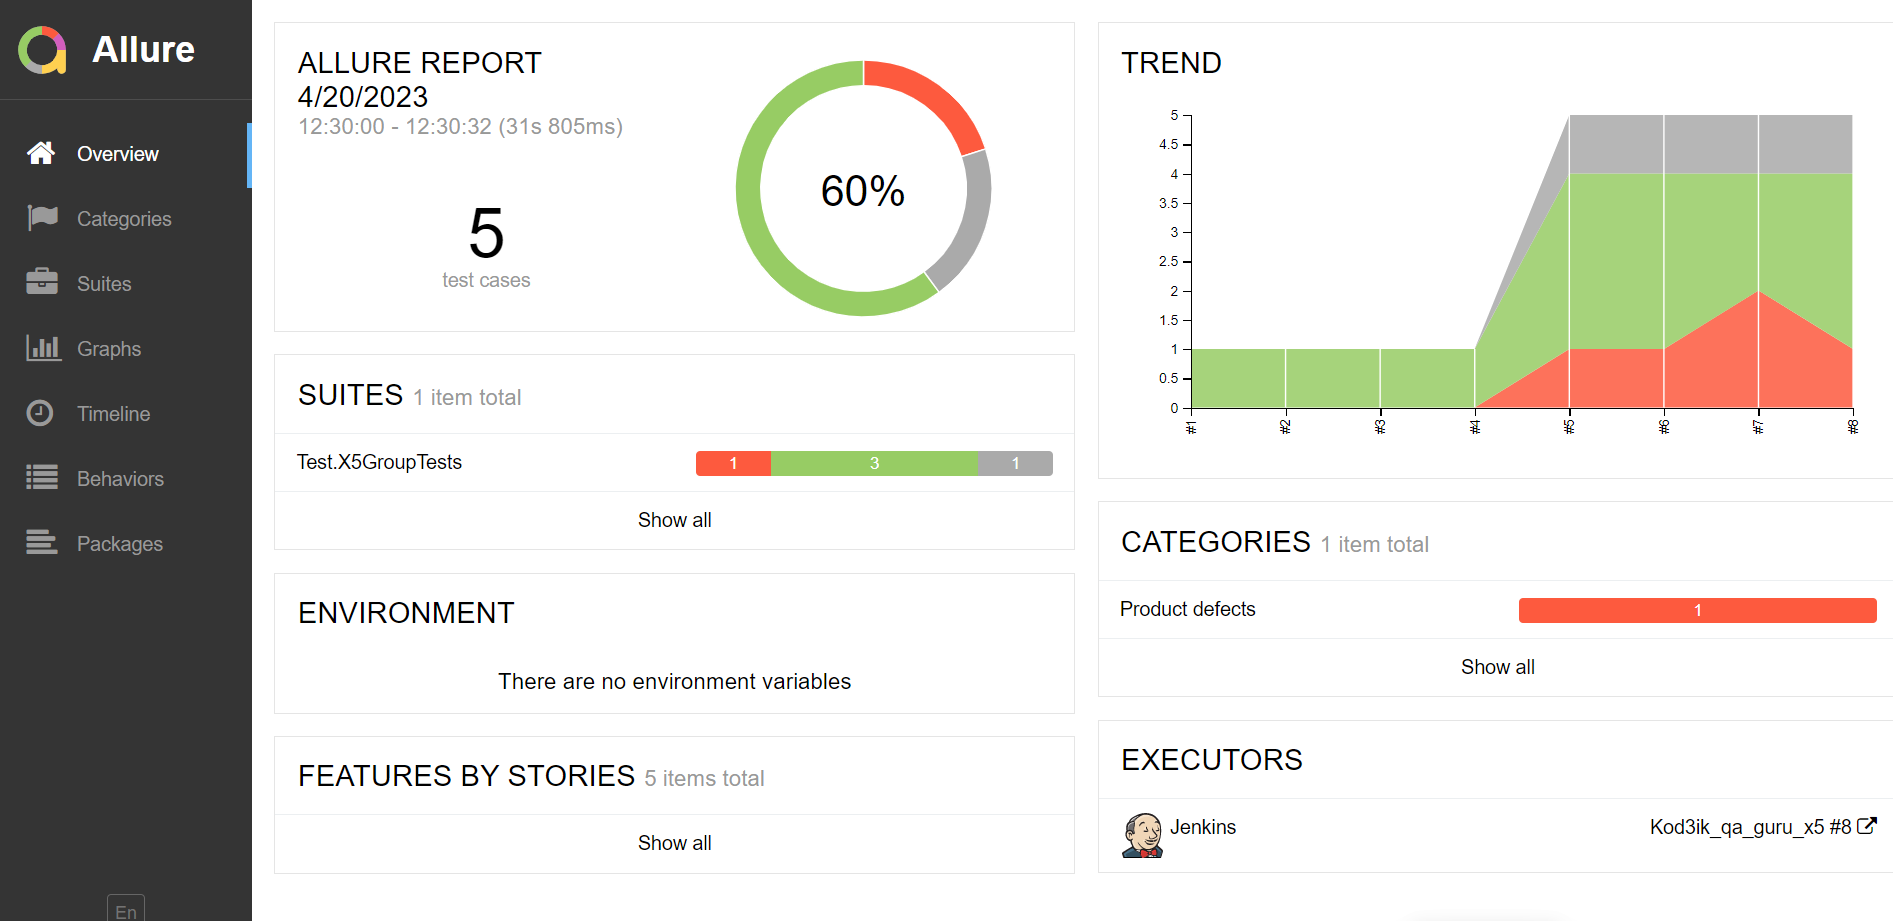 Allure
Overview
Categories
Suites
Graphs
Timeline
Behaviors
Packages
En
ALLURE REPORT
4/20/2023
12:30:00 - 12:30:32 (31s 805ms)
5
test cases
60%
SUITES 1 item total
Test.X5GroupTests 1 3 1
Show all
ENVIRONMENT
There are no environment variables
FEATURES BY STORIES 5 items total
Show all
TREND
5
4.5
4
3.5
3
2.5
2
1.5
1
0.5
0
#1 #2 #3 #4 #5 #6 #7 #8
CATEGORIES 1 item total
Product defects 1
Show all
EXECUTORS
Jenkins Kod3ik_qa_guru_x5 #8